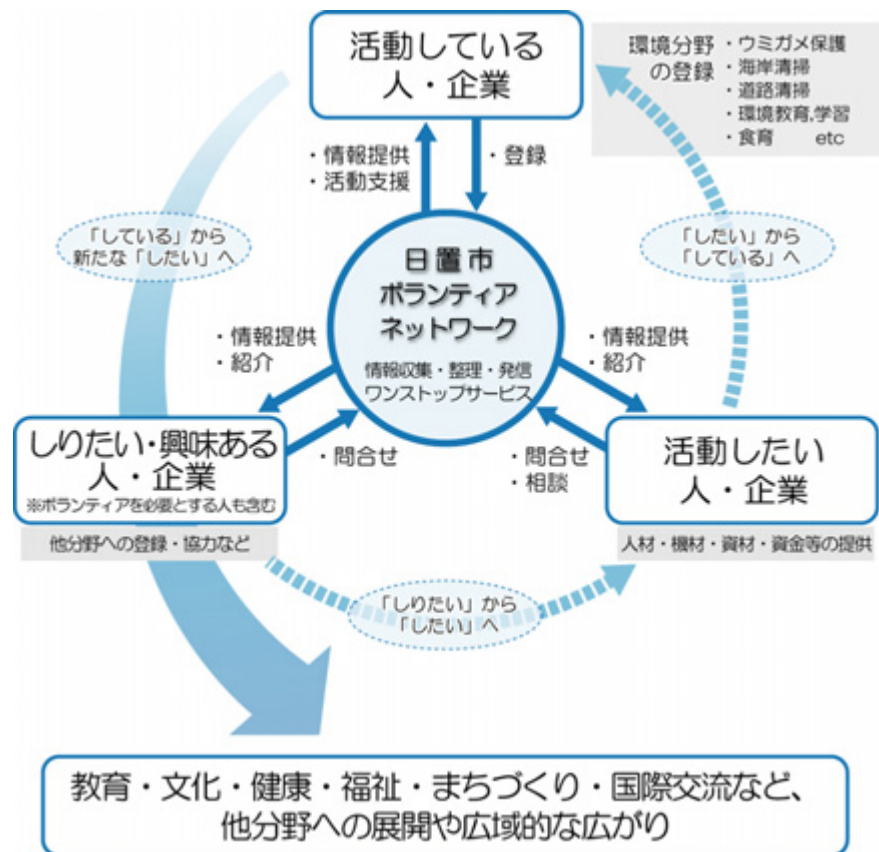 活動している
人・企業
環境分野
の登録
・ウミガメ保護
・海岸清掃
・道路清掃
・環境教育,学習
・食育 etc
・情報提供
・活動支援
・登録
「している」から
新たな「したい」へ
「したい」から
「している」へ
日置市
ボランティア
ネットワーク
情報収集・整理・発信
ワンストップサービス
・情報提供
・紹介
・情報提供
・紹介
しりたい・興味ある
人・企業
※ボランティアを必要とする人も含む
他分野への登録・協力など
・問合せ
・問合せ
・相談
活動したい
人・企業
人材・機材・資材・資金等の提供
「しりたい」から
「したい」へ
教育・文化・健康・福祉・まちづくり・国際交流など、
他分野への展開や広域的な広がり